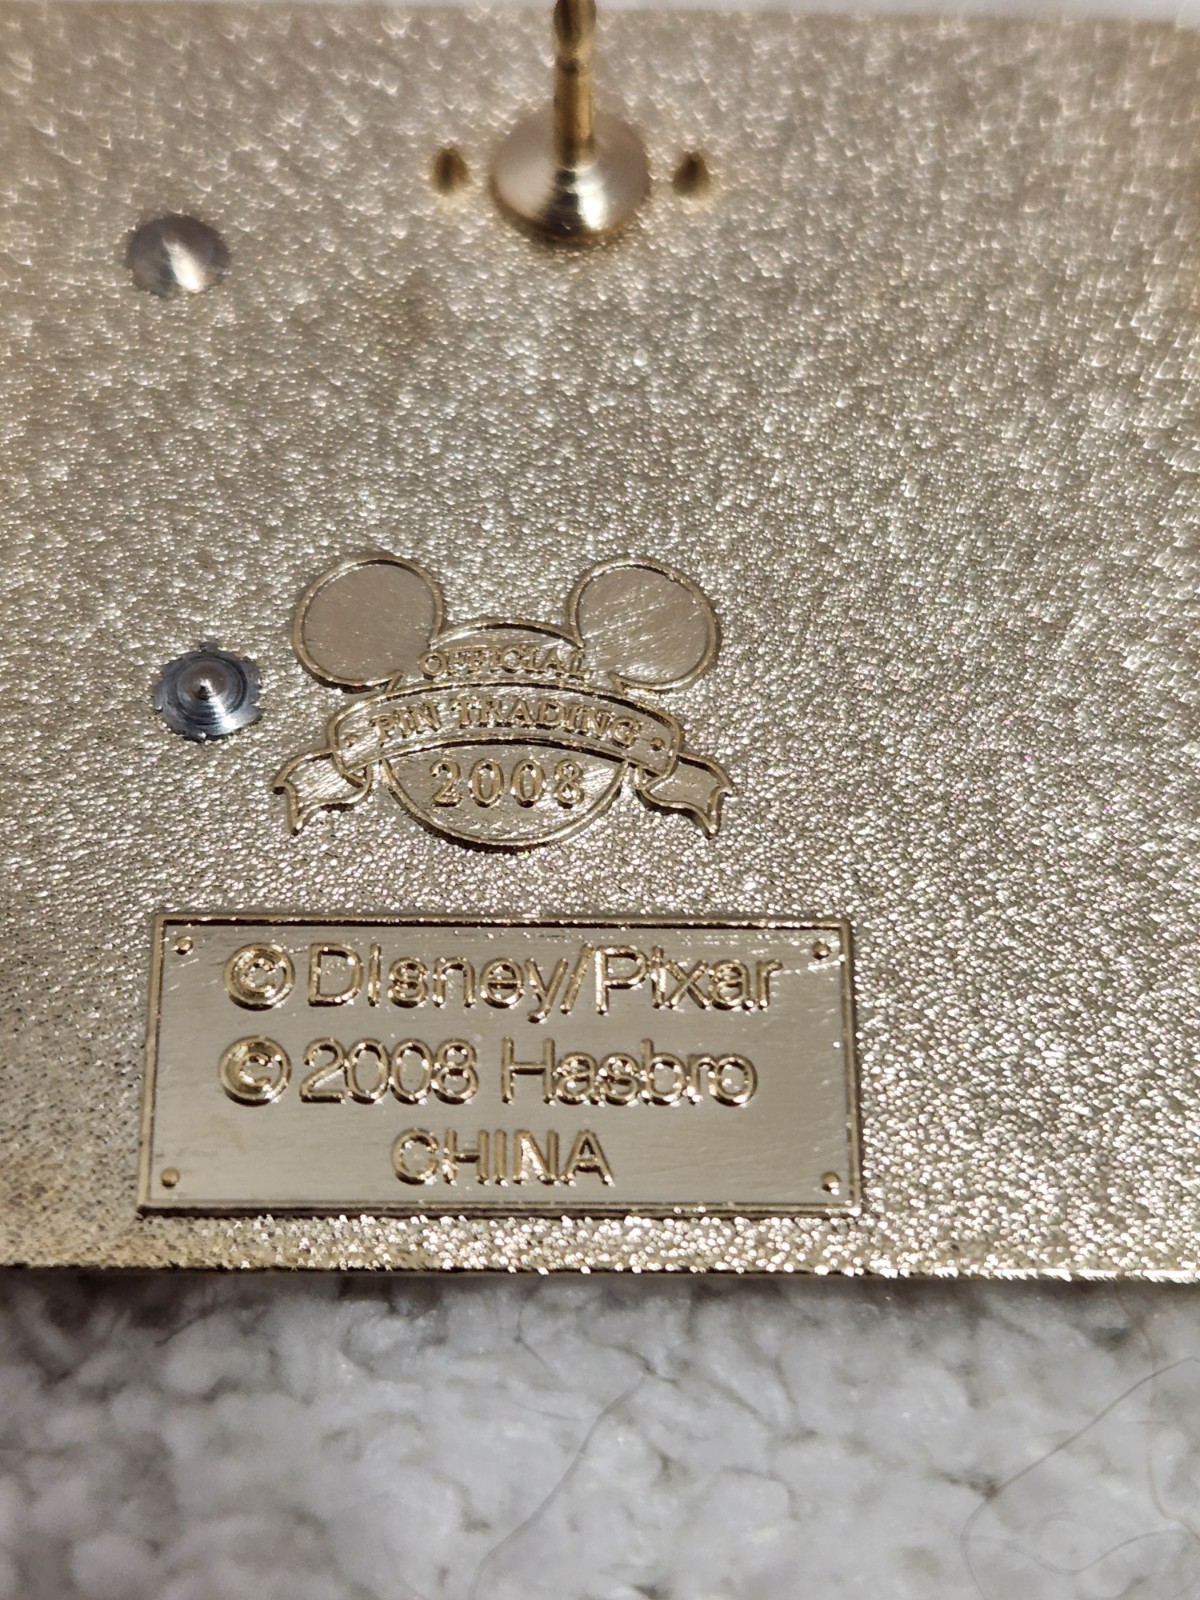 OFFICIAL
PIN TRADING
2008
©Disney/Pixar
©2008 Hasbro
CHINA